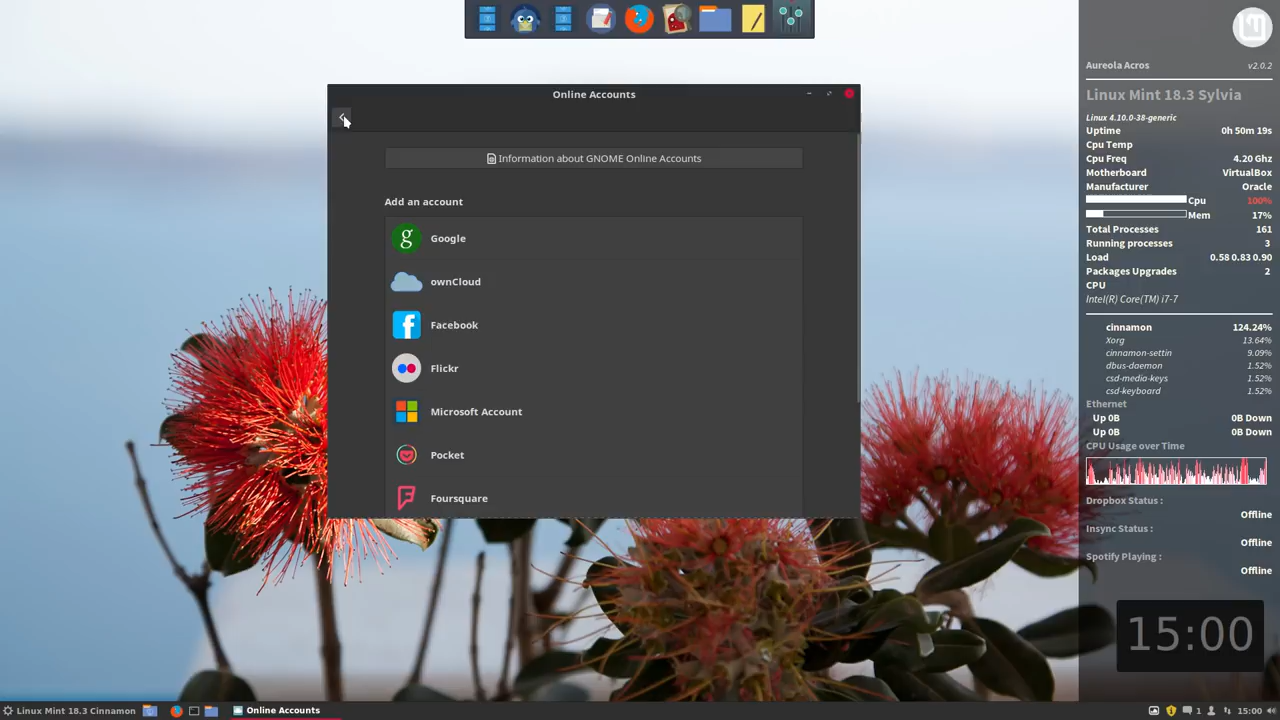 Online Accounts
Information about GNOME Online Accounts
Add an account
Google
ownCloud
Facebook
Flickr
Microsoft Account
Pocket
Foursquare
Aureola Acros v2.0.2
Linux Mint 18.3 Sylvia
Linux 4.10.0-38-generic
Uptime 0h 50m 19s
Cpu Temp
Cpu Freq 4.20 Ghz
Motherboard VirtualBox
Manufacturer Oracle
Cpu 100%
Mem 17%
Total Processes 161
Running processes 3
Load 0.58 0.83 0.90
Packages Upgrades 2
CPU
Intel(R) Core(TM) i7-7
cinnamon 124.24%
Xorg 13.64%
cinnamon-settin 9.09%
dbus-daemon 1.52%
csd-media-keys 1.52%
csd-keyboard 1.52%
Ethernet
Up 0B 0B Down
Up 0B 0B Down
CPU Usage over Time
Dropbox Status :
Offline
Insync Status :
Offline
Spotify Playing :
Offline
15:00
Linux Mint 18.3 Cinnamon Online Accounts 1 15:00